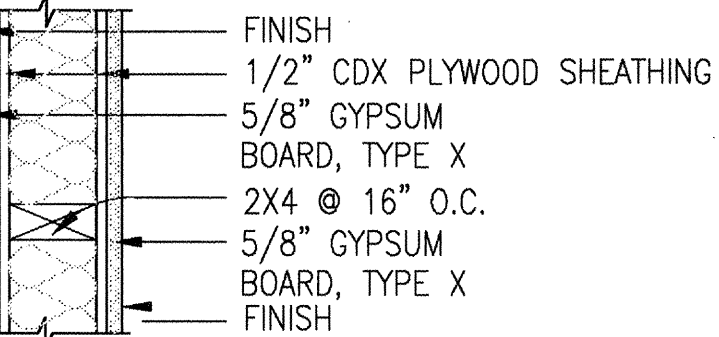 FINISH
1/2" CDX PLYWOOD SHEATHING
5/8" GYPSUM
BOARD, TYPE X
2X4 @ 16" O.C.
5/8" GYPSUM
BOARD, TYPE X
FINISH